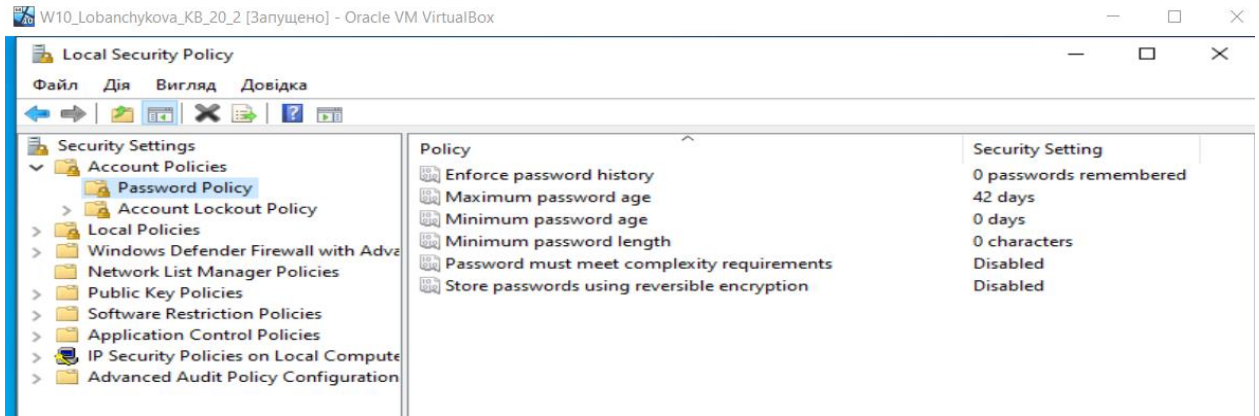 W10_Lobanchykova_KB_20_2 [Запущено] - Oracle VM VirtualBox
Local Security Policy
Файл Дія Вигляд Довідка
Security Settings
Account Policies
Password Policy
Account Lockout Policy
Local Policies
Windows Defender Firewall with Adva
Network List Manager Policies
Public Key Policies
Software Restriction Policies
Application Control Policies
IP Security Policies on Local Compute
Advanced Audit Policy Configuration
Policy Security Setting
Enforce password history 0 passwords remembered
Maximum password age 42 days
Minimum password age 0 days
Minimum password length 0 characters
Password must meet complexity requirements Disabled
Store passwords using reversible encryption Disabled